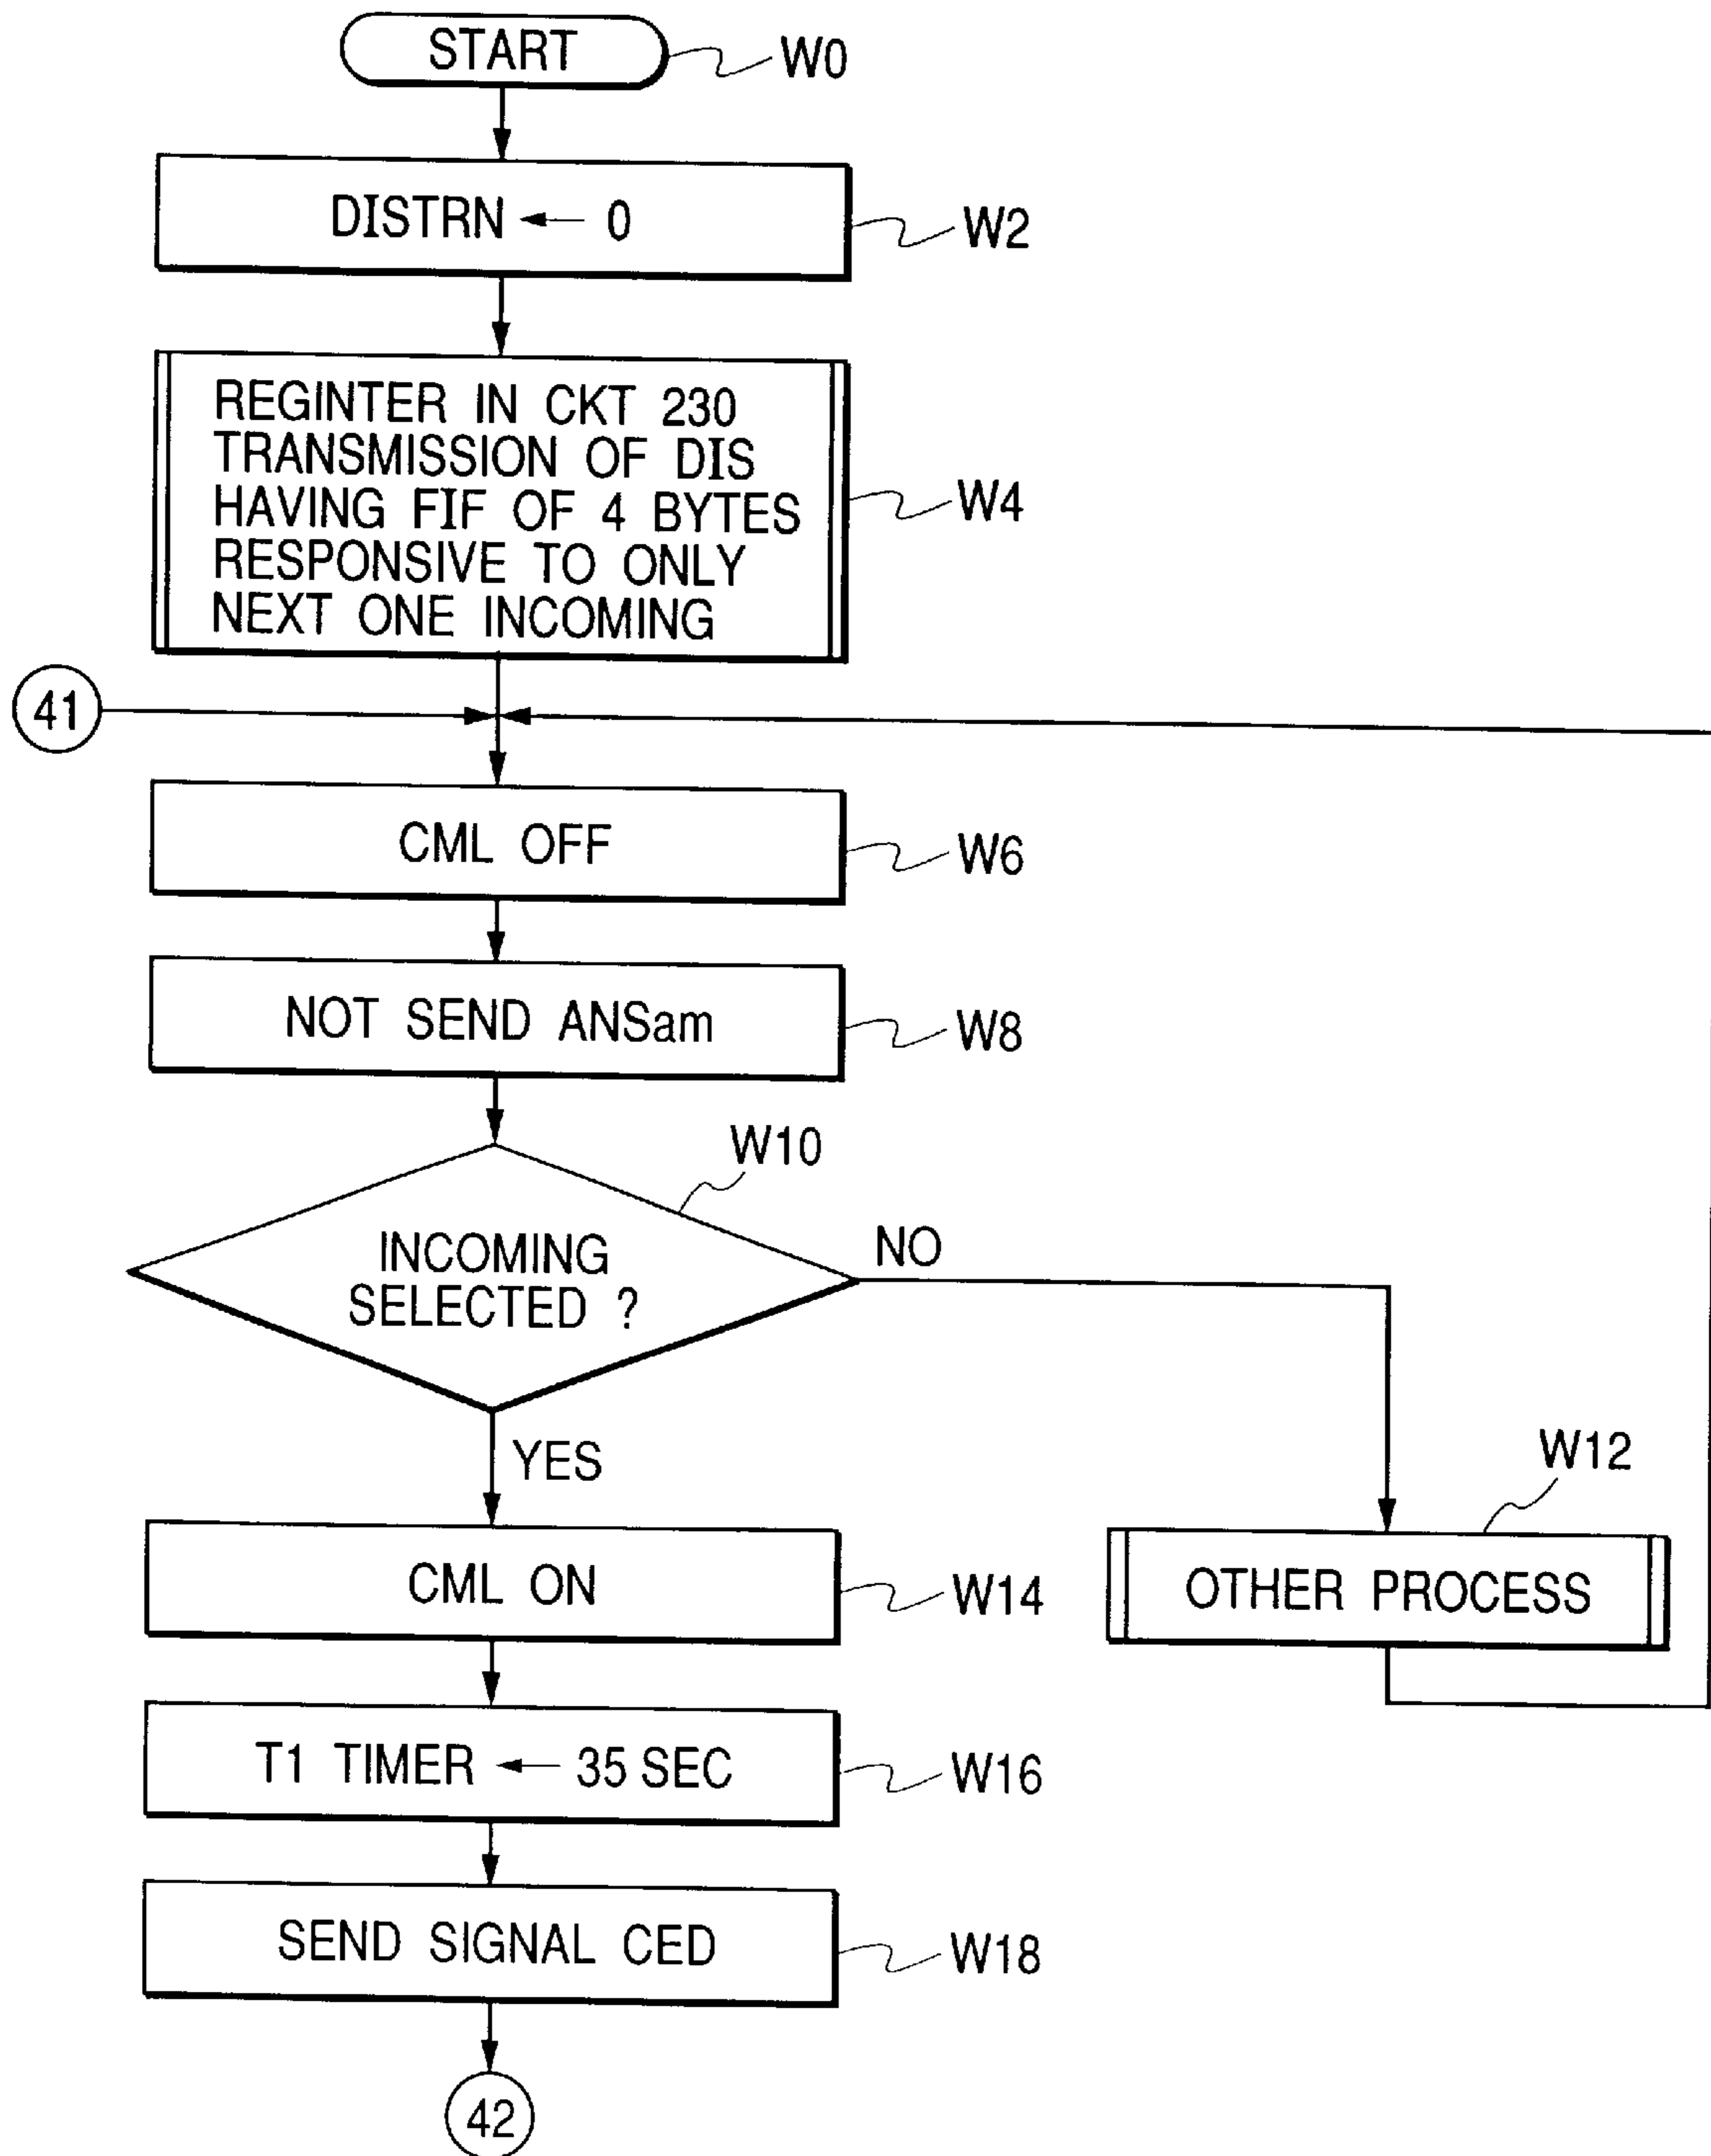 START
W0
DISTRN ← 0
W2
REGINTER IN CKT 230
TRANSMISSION OF DIS
HAVING FIF OF 4 BYTES
RESPONSIVE TO ONLY
NEXT ONE INCOMING
W4
41
CML OFF
W6
NOT SEND ANSam
W8
W10
INCOMING
SELECTED ?
NO
YES
W12
CML ON
W14
OTHER PROCESS
T1 TIMER ← 35 SEC
W16
SEND SIGNAL CED
W18
42